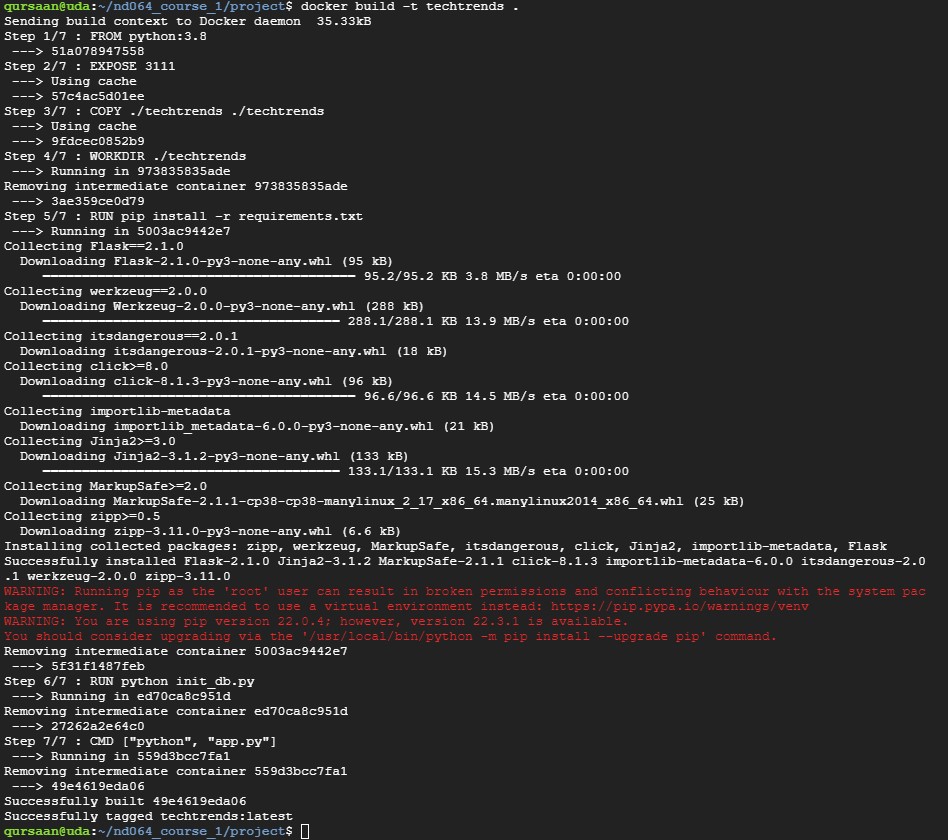 qursaan@uda:~/nd064_course_1/project$ docker build -t techtrends .
Sending build context to Docker daemon  35.33kB
Step 1/7 : FROM python:3.8
 ---> 51a078947558
Step 2/7 : EXPOSE 3111
 ---> Using cache
 ---> 57c4ac5d01ee
Step 3/7 : COPY ./techtrends ./techtrends
 ---> Using cache
 ---> 9fdcec0852b9
Step 4/7 : WORKDIR ./techtrends
 ---> Running in 973835835ade
Removing intermediate container 973835835ade
 ---> 3ae359ce0d79
Step 5/7 : RUN pip install -r requirements.txt
 ---> Running in 5003ac9442e7
Collecting Flask==2.1.0
  Downloading Flask-2.1.0-py3-none-any.whl (95 kB)
     ━━━━━━━━━━━━━━━━━━━━━━━━━━━━━━━━━━━━━━━━ 95.2/95.2 KB 3.8 MB/s eta 0:00:00
Collecting werkzeug==2.0.0
  Downloading Werkzeug-2.0.0-py3-none-any.whl (288 kB)
     ━━━━━━━━━━━━━━━━━━━━━━━━━━━━━━━━━━━━━━ 288.1/288.1 KB 13.9 MB/s eta 0:00:00
Collecting itsdangerous==2.0.1
  Downloading itsdangerous-2.0.1-py3-none-any.whl (18 kB)
Collecting click>=8.0
  Downloading click-8.1.3-py3-none-any.whl (96 kB)
     ━━━━━━━━━━━━━━━━━━━━━━━━━━━━━━━━━━━━━━━━ 96.6/96.6 KB 14.5 MB/s eta 0:00:00
Collecting importlib-metadata
  Downloading importlib_metadata-6.0.0-py3-none-any.whl (21 kB)
Collecting Jinja2>=3.0
  Downloading Jinja2-3.1.2-py3-none-any.whl (133 kB)
     ━━━━━━━━━━━━━━━━━━━━━━━━━━━━━━━━━━━━━━ 133.1/133.1 KB 15.3 MB/s eta 0:00:00
Collecting MarkupSafe>=2.0
  Downloading MarkupSafe-2.1.1-cp38-cp38-manylinux_2_17_x86_64.manylinux2014_x86_64.whl (25 kB)
Collecting zipp>=0.5
  Downloading zipp-3.11.0-py3-none-any.whl (6.6 kB)
Installing collected packages: zipp, werkzeug, MarkupSafe, itsdangerous, click, Jinja2, importlib-metadata, Flask
Successfully installed Flask-2.1.0 Jinja2-3.1.2 MarkupSafe-2.1.1 click-8.1.3 importlib-metadata-6.0.0 itsdangerous-2.0
.1 werkzeug-2.0.0 zipp-3.11.0
WARNING: Running pip as the 'root' user can result in broken permissions and conflicting behaviour with the system pac
kage manager. It is recommended to use a virtual environment instead: https://pip.pypa.io/warnings/venv
WARNING: You are using pip version 22.0.4; however, version 22.3.1 is available.
You should consider upgrading via the '/usr/local/bin/python -m pip install --upgrade pip' command.
Removing intermediate container 5003ac9442e7
 ---> 5f31f1487feb
Step 6/7 : RUN python init_db.py
 ---> Running in ed70ca8c951d
Removing intermediate container ed70ca8c951d
 ---> 27262a2e64c0
Step 7/7 : CMD ["python", "app.py"]
 ---> Running in 559d3bcc7fa1
Removing intermediate container 559d3bcc7fa1
 ---> 49e4619eda06
Successfully built 49e4619eda06
Successfully tagged techtrends:latest
qursaan@uda:~/nd064_course_1/project$